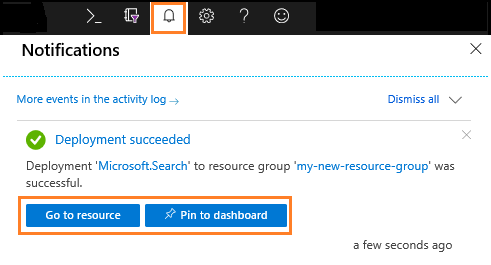 Notifications
More events in the activity log → Dismiss all
Deployment succeeded
Deployment 'Microsoft.Search' to resource group 'my-new-resource-group' was
successful.
Go to resource Pin to dashboard
a few seconds ago